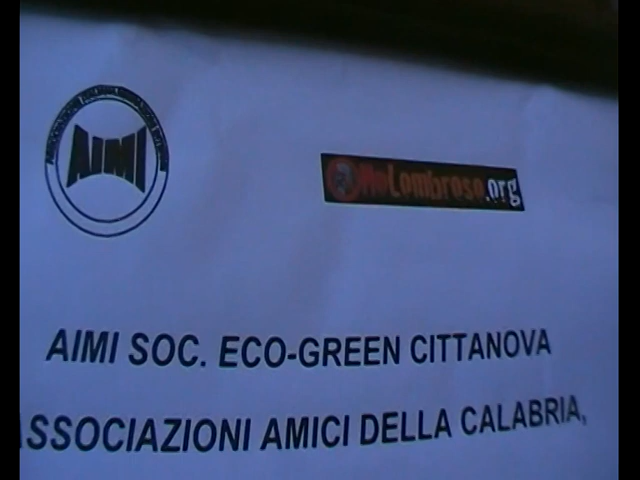 AIMI
NoLombroso.org
AIMI SOC. ECO-GREEN CITTANOVA
ASSOCIAZIONI AMICI DELLA CALABRIA,